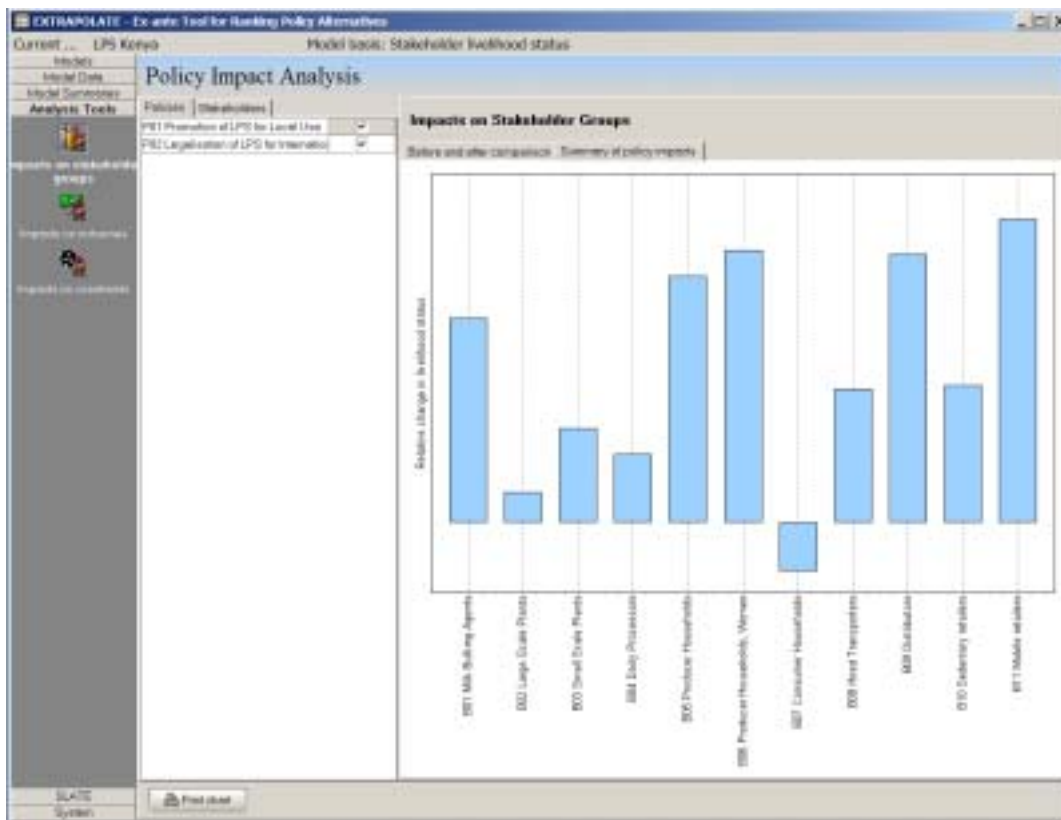 EXTRAPOLATE - Ex-ante Tool for Ranking Policy Alternatives
Current ... LPS Kenya Model basis: Stakeholder livelihood status
Models
Model Data
Model Summaries
Analysis Tools
Policy Impact Analysis
Policies Stakeholders
P01 Promotion of LPS for Local Use
P02 Legalisation of LPS for Internatio
Impacts on stakeholder
groups
Impacts on outcomes
Impacts on constraints
Impacts on Stakeholder Groups
Before and after comparison Summary of policy impacts
Relative change in livelihood status
S01 Milk Bulking Agents
S02 Large Scale Plants
S03 Small Scale Plants
S04 Dairy Processors
S05 Producer Households
S06 Producer Households, Women
S07 Consumer Households
S08 Road Transporters
S09 Distributors
S10 Sedentary retailers
S11 Mobile retailers
SLATE
System
Print chart